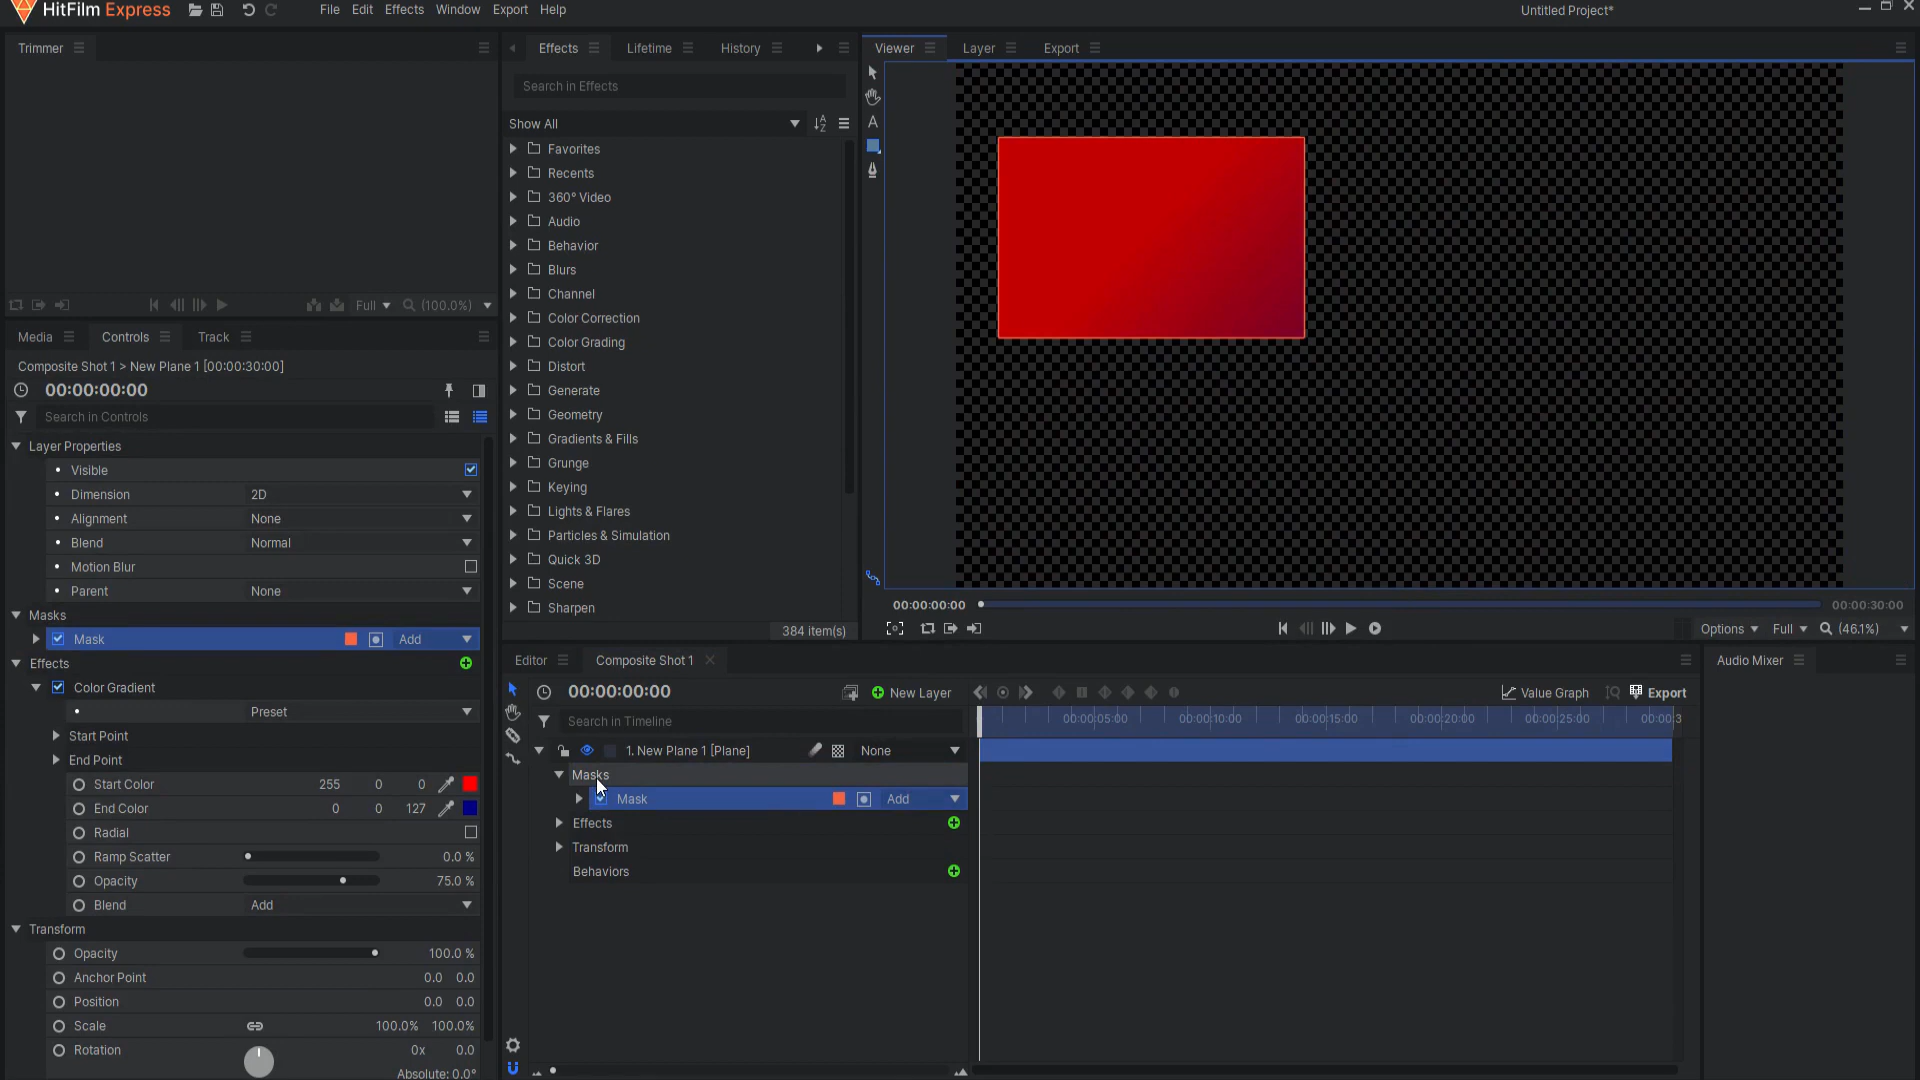 HitFilm Express
File Edit Effects Window Export Help
Untitled Project*
Trimmer
Full (100.0%)
Media Controls Track
Composite Shot 1 > New Plane 1 [00:00:30:00]
00:00:00:00
Search in Controls
Layer Properties
Visible
Dimension 2D
Alignment None
Blend Normal
Motion Blur
Parent None
Masks
Mask Add
Effects
Color Gradient
Preset
Start Point
End Point
Start Color 255 0 0
End Color 0 0 127
Radial
Ramp Scatter 0.0 %
Opacity 75.0 %
Blend Add
Transform
Opacity 100.0 %
Anchor Point 0.0 0.0
Position 0.0 0.0
Scale 100.0% 100.0%
Rotation 0x 0.0
Absolute: 0.0°
Effects Lifetime History
Search in Effects
Show All
Favorites
Recents
360° Video
Audio
Behavior
Blurs
Channel
Color Correction
Color Grading
Distort
Generate
Geometry
Gradients & Fills
Grunge
Keying
Lights & Flares
Particles & Simulation
Quick 3D
Scene
Sharpen
384 item(s)
Viewer Layer Export
A
00:00:00:00 00:00:30:00
Options Full (46.1%)
Editor Composite Shot 1
00:00:00:00 New Layer Value Graph Export
Search in Timeline
00:00:05:00 00:00:10:00 00:00:15:00 00:00:20:00 00:00:25:00 00:00:3
1. New Plane 1 [Plane] None
Masks
Mask Add
Effects
Transform
Behaviors
Audio Mixer